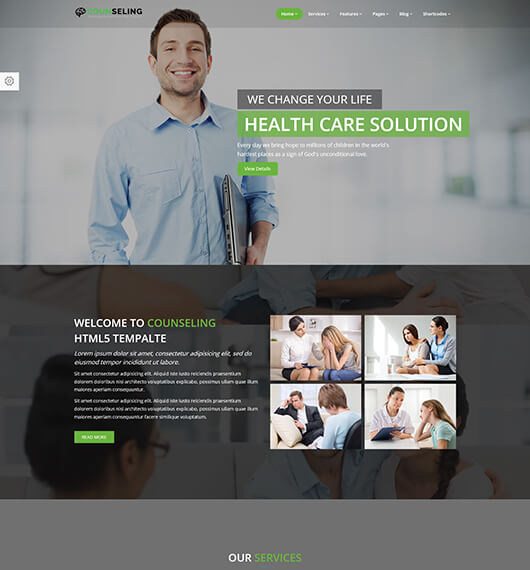 COUNSELING
Home Services Features Pages Blog Shortcodes
WE CHANGE YOUR LIFE
HEALTH CARE SOLUTION
Every day we bring hope to millions of children in the world's
hardest places as a sign of God's unconditional love.
View Details
WELCOME TO COUNSELING
HTML5 TEMPALTE
Lorem ipsum dolor sit amet, consectetur adipisicing elit, sed do
eiusmod tempor incididunt ut labore.
Sit amet consectetur adipisicing elit. Aliquid iste iusto reiciendis praesentium
dolorem doloribus nisi architecto voluptatibus explicabo, possimus ullam quae illum
maiores aperiam consequuntur.
Sit amet consectetur adipisicing elit. Aliquid iste iusto reiciendis praesentium
dolorem doloribus nisi architecto voluptatibus explicabo, possimus ullam quae illum
maiores aperiam consequuntur facere similique voluptatum.
READ MORE
OUR SERVICES